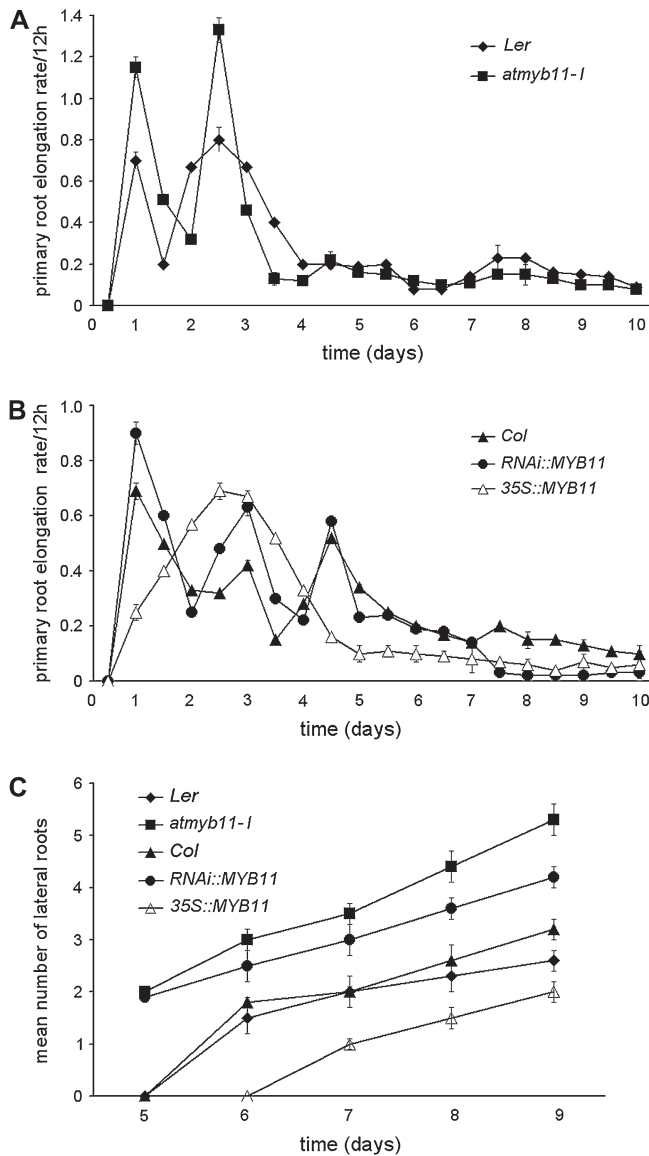 A
primary root elongation rate/12h
1.4
1.2
1.0
0.8
0.6
0.4
0.2
0
0 1 2 3 4 5 6 7 8 9 10
time (days)
Ler
atmyb11-I
B
primary root elongation rate/12h
1.0
0.8
0.6
0.4
0.2
0
0 1 2 3 4 5 6 7 8 9 10
time (days)
Col
RNAi::MYB11
35S::MYB11
C
mean number of lateral roots
6
5
4
3
2
1
0
5 6 7 8 9
time (days)
Ler
atmyb11-I
Col
RNAi::MYB11
35S::MYB11